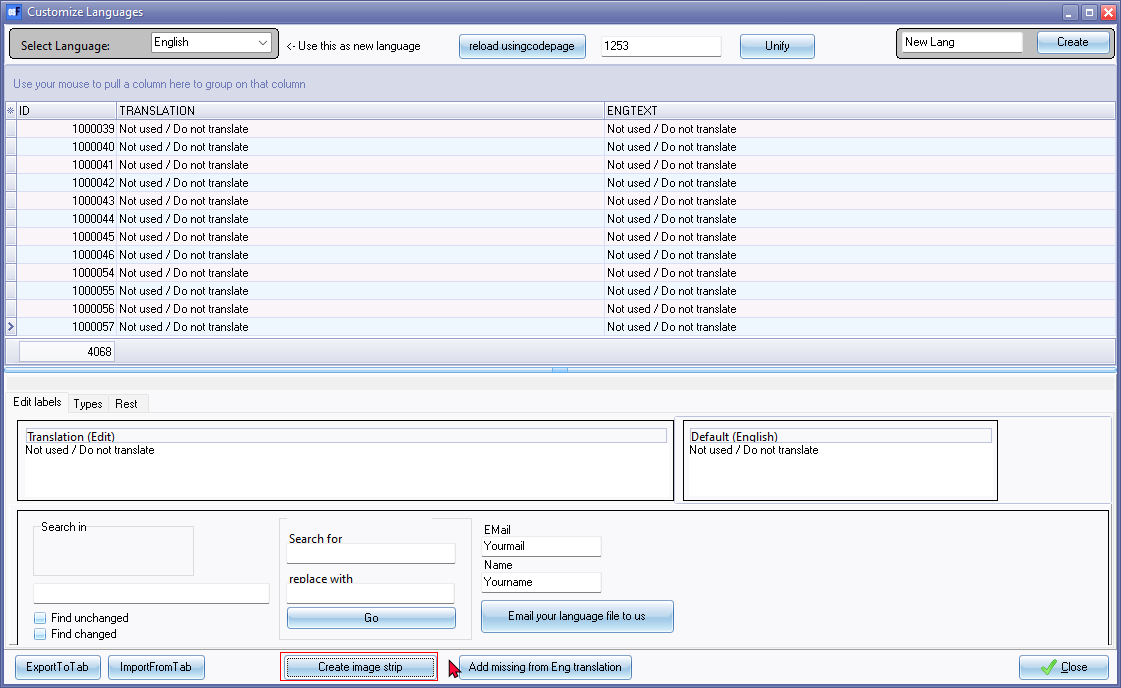 Customize Languages
Select Language: English <- Use this as new language reload usingcodepage 1253 Unify New Lang Create
Use your mouse to pull a column here to group on that column
ID TRANSLATION ENGTEXT
1000039 Not used / Do not translate Not used / Do not translate
1000040 Not used / Do not translate Not used / Do not translate
1000041 Not used / Do not translate Not used / Do not translate
1000042 Not used / Do not translate Not used / Do not translate
1000043 Not used / Do not translate Not used / Do not translate
1000044 Not used / Do not translate Not used / Do not translate
1000045 Not used / Do not translate Not used / Do not translate
1000046 Not used / Do not translate Not used / Do not translate
1000054 Not used / Do not translate Not used / Do not translate
1000055 Not used / Do not translate Not used / Do not translate
1000056 Not used / Do not translate Not used / Do not translate
1000057 Not used / Do not translate Not used / Do not translate
4068
Edit labels Types Rest
Translation (Edit)
Not used / Do not translate
Default (English)
Not used / Do not translate
Search in
Find unchanged
Find changed
Search for
replace with
Go
EMail
Yourmail
Name
Yourname
Email your language file to us
ExportToTab ImportFromTab Create image strip Add missing from Eng translation Close